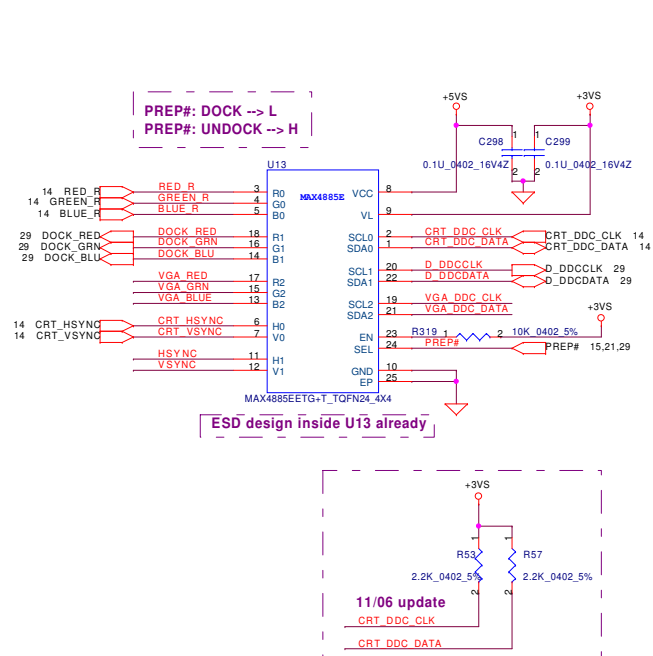 PREP#: DOCK --> L
PREP#: UNDOCK --> H
+5VS
+3VS
C298
C299
1
1
2
2
0.1U_0402_16V4Z
0.1U_0402_16V4Z
U13
MAX4885E
14 RED_R RED_R 3 R0
14 GREEN_R GREEN_R 4 G0
14 BLUE_R BLUE_R 5 B0
29 DOCK_RED DOCK_RED 18 R1
29 DOCK_GRN DOCK_GRN 16 G1
29 DOCK_BLU DOCK_BLU 14 B1
VGA_RED 17 R2
VGA_GRN 15 G2
VGA_BLUE 13 B2
14 CRT_HSYNC CRT_HSYNC 6 H0
14 CRT_VSYNC CRT_VSYNC 7 V0
HSYNC 11 H1
VSYNC 12 V1
VCC 8
VL 9
SCL0 2 CRT_DDC_CLK CRT_DDC_CLK 14
SDA0 1 CRT_DDC_DATA CRT_DDC_DATA 14
SCL1 20 D_DDCCLK D_DDCCLK 29
SDA1 22 D_DDCDATA D_DDCDATA 29
SCL2 19 VGA_DDC_CLK
SDA2 21 VGA_DDC_DATA
+3VS
EN 23 R319 1 2 10K_0402_5%
SEL 24 PREP# PREP# 15,21,29
GND 10
EP 25
MAX4885EETG+T_TQFN24_4X4
ESD design inside U13 already
+3VS
1
1
R53
R57
2.2K_0402_5%
2.2K_0402_5%
2
2
11/06 update
CRT_DDC_CLK
CRT_DDC_DATA